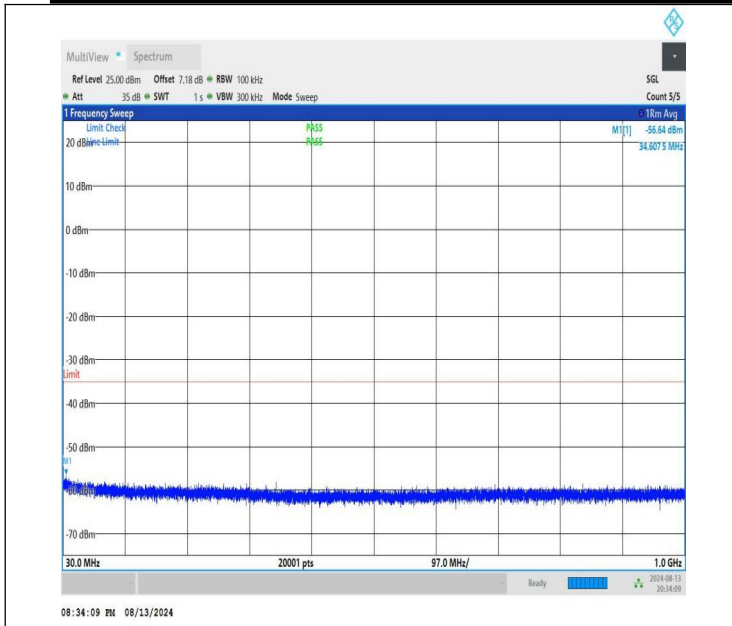 R S
MultiView Spectrum
Ref Level 25.00 dBm Offset 7.18 dB RBW 100 kHz SGL
Att 35 dB SWT 1 s VBW 300 kHz Mode Sweep Count 5/5
1 Frequency Sweep 1Rm Avg
Limit Check PASS M1[1] -56.64 dBm
20 dBm Line Limit PASS 34.607 5 MHz
10 dBm
0 dBm
-10 dBm
-20 dBm
-30 dBm
Limit
-40 dBm
-50 dBm
M1
-70 dBm
30.0 MHz 20001 pts 97.0 MHz/ 1.0 GHz
Ready 2024-08-13
20:34:09
08:34:09 PM 08/13/2024